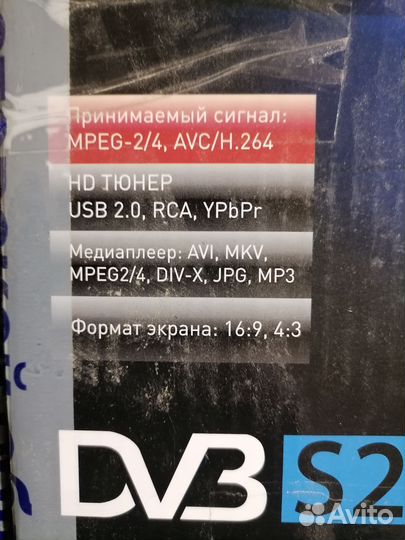 Принимаемый сигнал:
MPEG-2/4, AVC/H.264
HD ТЮНЕР
USB 2.0, RCA, YPbPr
Медиаплеер: AVI, MKV,
MPEG2/4, DIV-X, JPG, MP3
Формат экрана: 16:9, 4:3
DVB S2
Avito